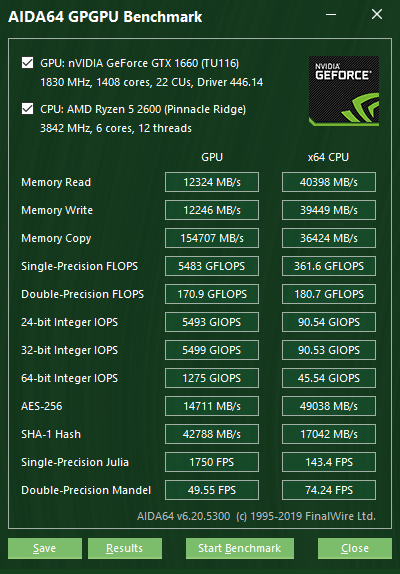 AIDA64 GPGPU Benchmark
GPU: nVIDIA GeForce GTX 1660 (TU116)
1830 MHz, 1408 cores, 22 CUs, Driver 446.14
CPU: AMD Ryzen 5 2600 (Pinnacle Ridge)
3842 MHz, 6 cores, 12 threads
NVIDIA
GEFORCE
GPU x64 CPU
Memory Read 12324 MB/s 40398 MB/s
Memory Write 12246 MB/s 39449 MB/s
Memory Copy 154707 MB/s 36424 MB/s
Single-Precision FLOPS 5483 GFLOPS 361.6 GFLOPS
Double-Precision FLOPS 170.9 GFLOPS 180.7 GFLOPS
24-bit Integer IOPS 5493 GIOPS 90.54 GIOPS
32-bit Integer IOPS 5499 GIOPS 90.53 GIOPS
64-bit Integer IOPS 1275 GIOPS 45.54 GIOPS
AES-256 14711 MB/s 49038 MB/s
SHA-1 Hash 42788 MB/s 17042 MB/s
Single-Precision Julia 1750 FPS 143.4 FPS
Double-Precision Mandel 49.55 FPS 74.24 FPS
AIDA64 v6.20.5300 (c) 1995-2019 FinalWire Ltd.
Save Results Start Benchmark Close